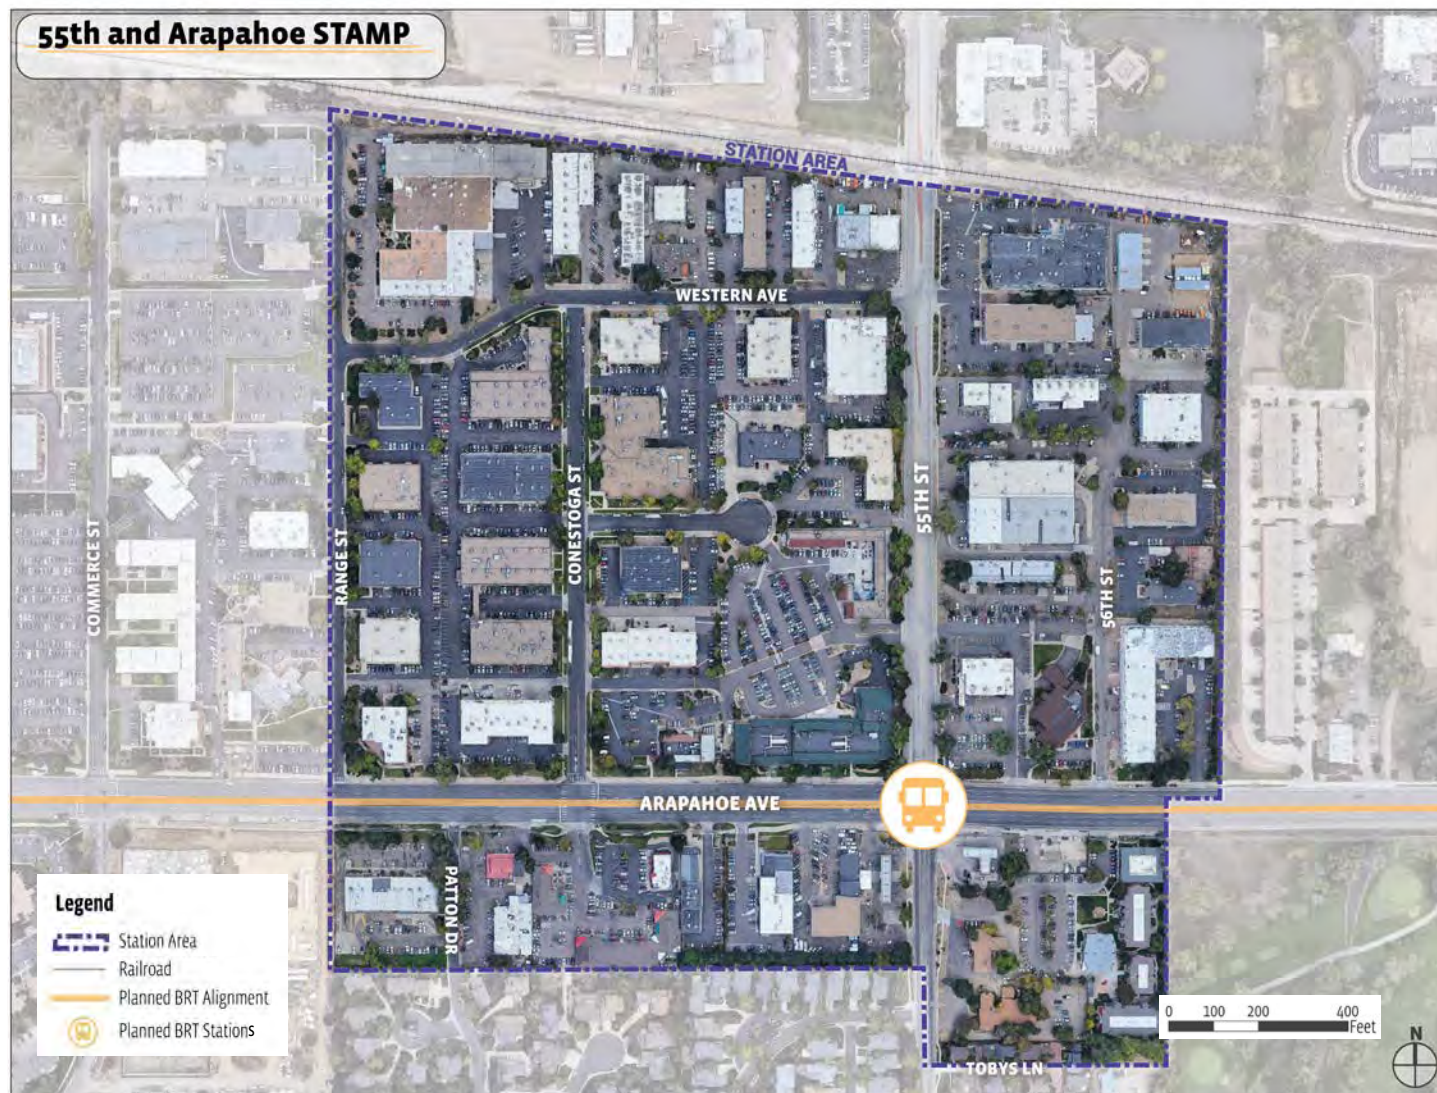 55th and Arapahoe STAMP
STATION AREA
WESTERN AVE
COMMERCE ST
RANGE ST
CONESTOGA ST
55TH ST
56TH ST
ARAPAHOE AVE
PATTON DR
TOBYS LN
Legend
Station Area
Railroad
Planned BRT Alignment
Planned BRT Stations
0 100 200 400
Feet
N